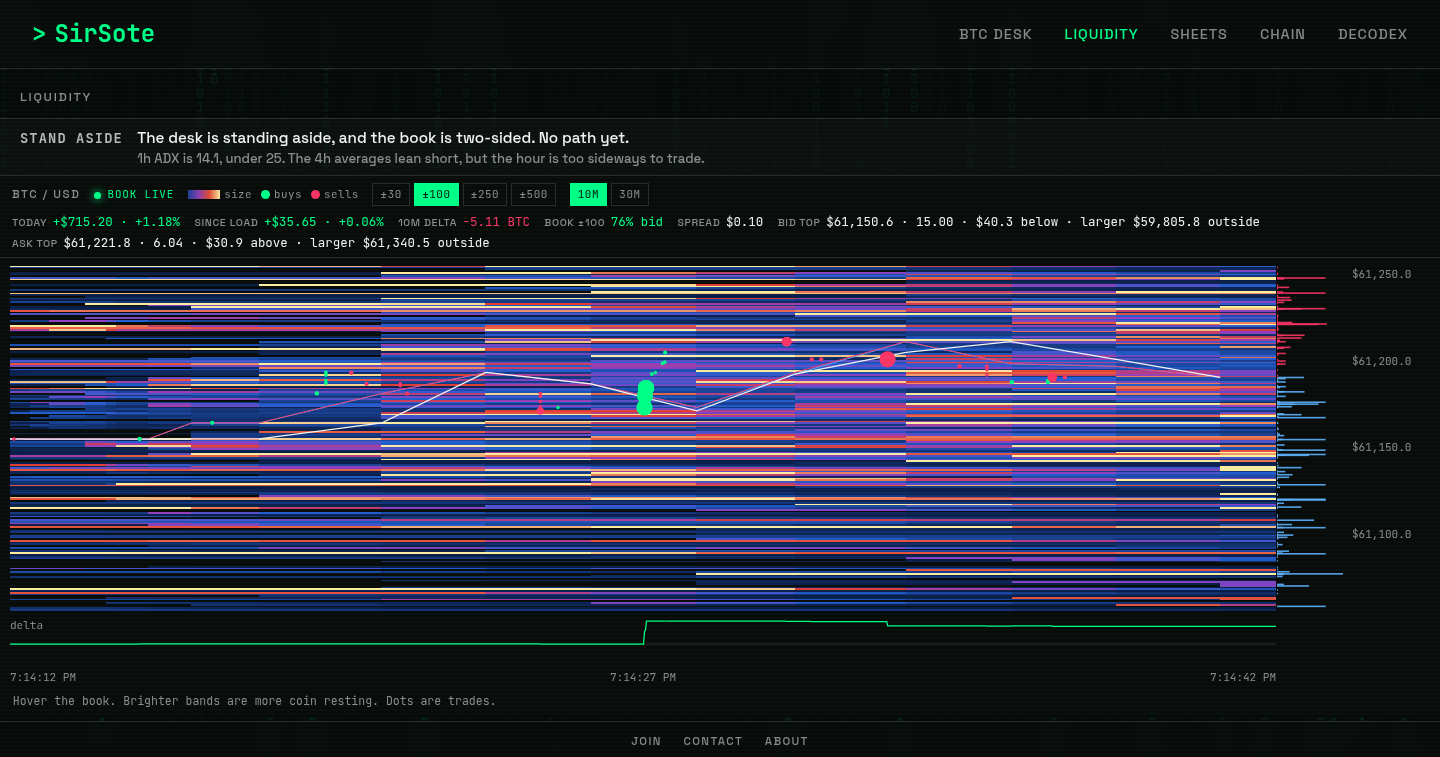 > SirSote
BTC DESK LIQUIDITY SHEETS CHAIN DECODEX
LIQUIDITY
STAND ASIDE The desk is standing aside, and the book is two-sided. No path yet.
1h ADX is 14.1, under 25. The 4h averages lean short, but the hour is too sideways to trade.
BTC / USD BOOK LIVE size buys sells ±30 ±100 ±250 ±500 10M 30M
TODAY +$715.20 · +1.18% SINCE LOAD +$35.65 · +0.06% 10M DELTA -5.11 BTC BOOK ±100 76% bid SPREAD $0.10 BID TOP $61,150.6 · 15.00 · $40.3 below · larger $59,805.8 outside
ASK TOP $61,221.8 · 6.04 · $30.9 above · larger $61,340.5 outside
$61,250.0
$61,200.0
$61,150.0
$61,100.0
delta
7:14:12 PM 7:14:27 PM 7:14:42 PM
Hover the book. Brighter bands are more coin resting. Dots are trades.
JOIN CONTACT ABOUT